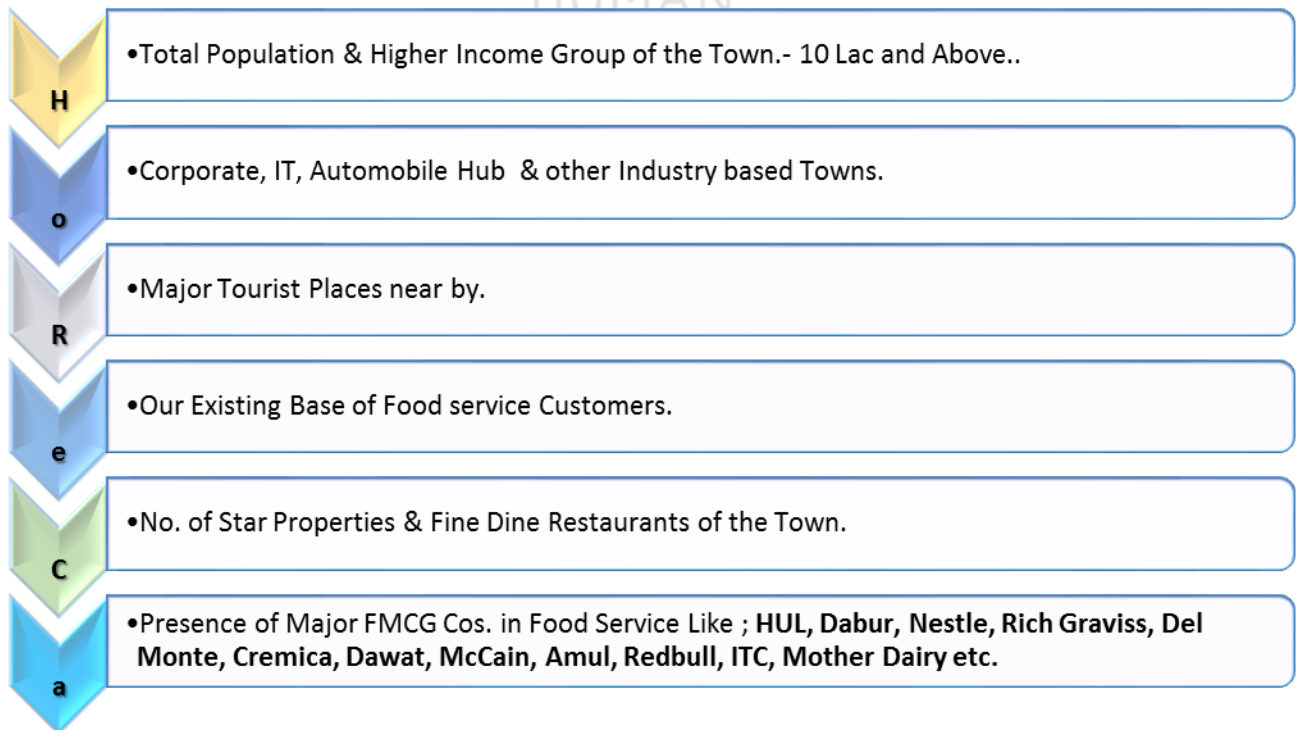 HUMAN
H
•Total Population & Higher Income Group of the Town.- 10 Lac and Above..
o
•Corporate, IT, Automobile Hub & other Industry based Towns.
R
•Major Tourist Places near by.
e
•Our Existing Base of Food service Customers.
C
•No. of Star Properties & Fine Dine Restaurants of the Town.
a
•Presence of Major FMCG Cos. in Food Service Like ; HUL, Dabur, Nestle, Rich Graviss, Del
Monte, Cremica, Dawat, McCain, Amul, Redbull, ITC, Mother Dairy etc.